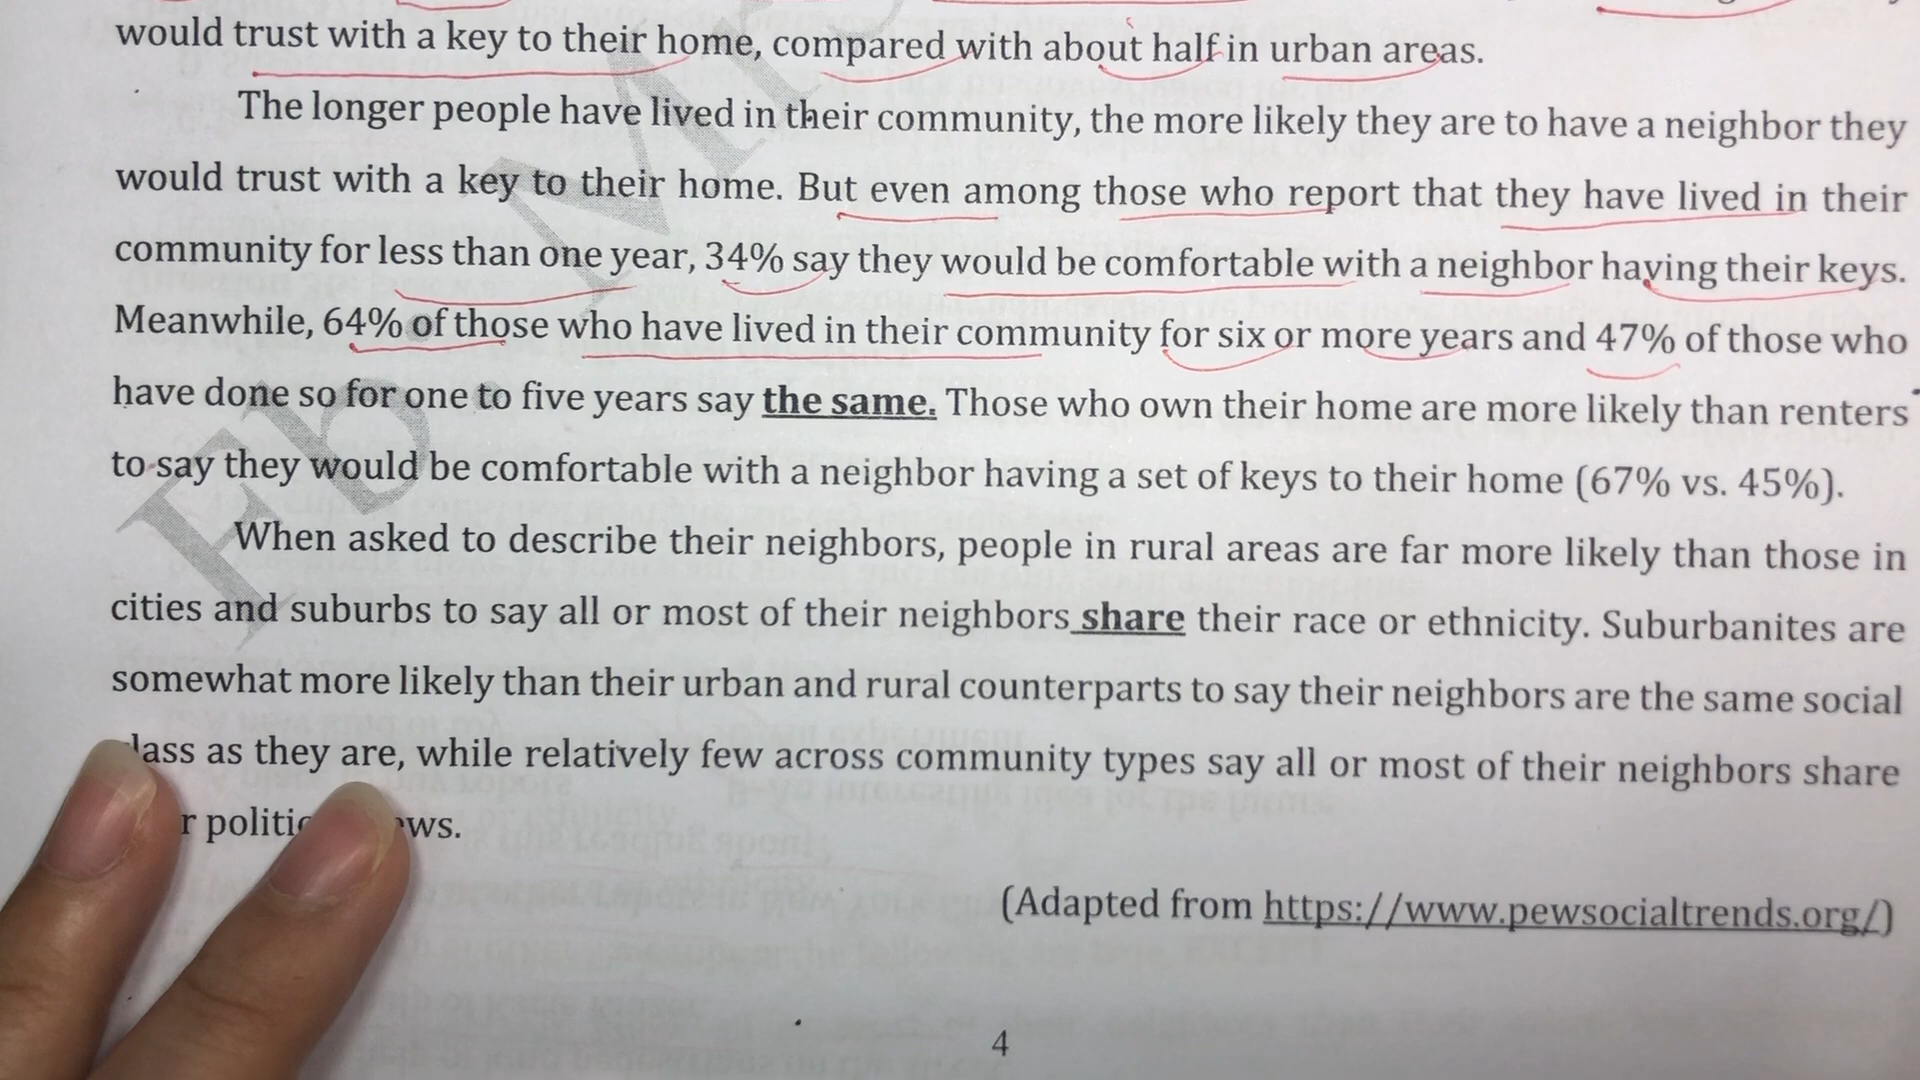 would trust with a key to their home, compared with about half in urban areas.
The longer people have lived in their community, the more likely they are to have a neighbor they
would trust with a key to their home. But even among those who report that they have lived in their
community for less than one year, 34% say they would be comfortable with a neighbor having their keys.
Meanwhile, 64% of those who have lived in their community for six or more years and 47% of those who
have done so for one to five years say the same. Those who own their home are more likely than renters
to say they would be comfortable with a neighbor having a set of keys to their home (67% vs. 45%).
When asked to describe their neighbors, people in rural areas are far more likely than those in
cities and suburbs to say all or most of their neighbors share their race or ethnicity. Suburbanites are
somewhat more likely than their urban and rural counterparts to say their neighbors are the same social
lass as they are, while relatively few across community types say all or most of their neighbors share
r politic ws.
(Adapted from https://www.pewsocialtrends.org/)
4
Fb